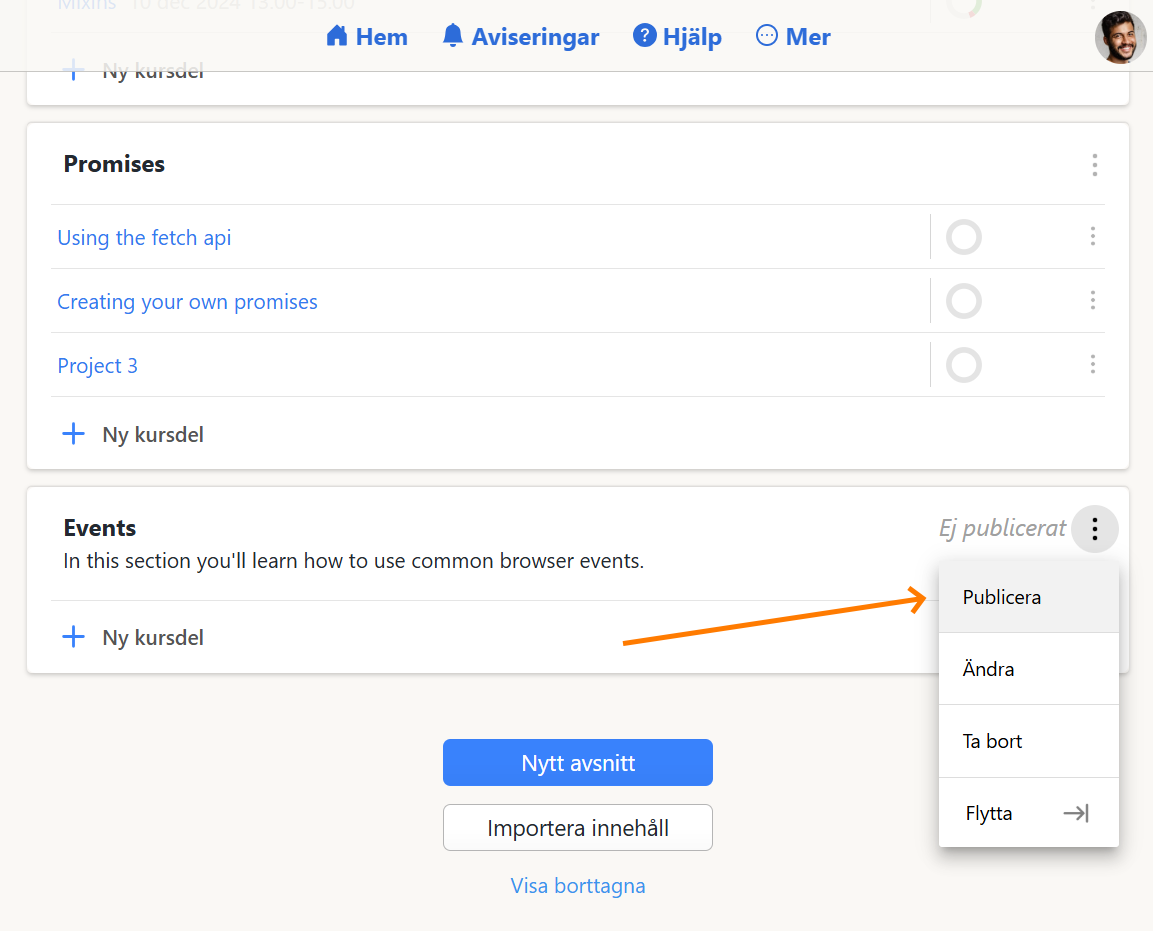 Mixins 10 dec 2024 13:00-15:00
Hem Aviseringar Hjälp Mer
Ny kursdel
Promises
Using the fetch api
Creating your own promises
Project 3
Ny kursdel
Events
Ej publicerat
In this section you'll learn how to use common browser events.
Publicera
Ny kursdel
Ändra
Ta bort
Flytta
Nytt avsnitt
Importera innehåll
Visa borttagna